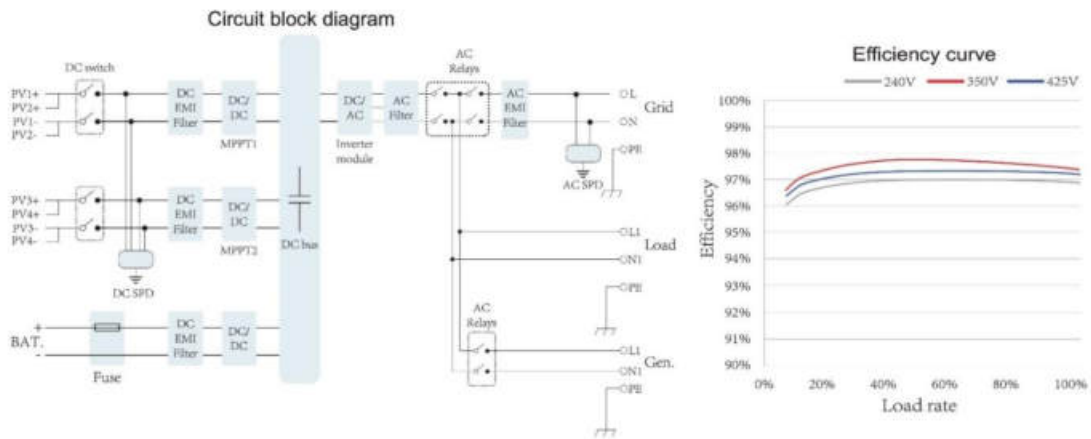 Circuit block diagram
DC switch
PV1+
PV2+
PV1-
PV2-
DC
EMI
Filter
DC/
DC
MPPT1
DC/
AC
Inverter
module
AC
Filter
AC
Relays
AC
EMI
Filter
L
Grid
N
PE
AC SPD
PV3+
PV4+
PV3-
PV4-
DC
EMI
Filter
DC/
DC
MPPT2
DC bus
DC SPD
L1
Load
N1
PE
BAT.
+
-
Fuse
DC
EMI
Filter
DC/
DC
AC
Relays
L1
Gen.
N1
PE
Efficiency curve
240V 350V 425V
Efficiency
100%
99%
98%
97%
96%
95%
94%
93%
92%
91%
90%
0% 20% 40% 60% 80% 100%
Load rate